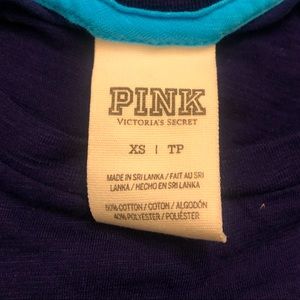 PINK
VICTORIA'S SECRET
XS | TP
MADE IN SRI LANKA / FAIT AU SRI
LANKA / HECHO EN SRI LANKA
60% COTTON / COTON / ALGODÓN
40% POLYESTER / POLIÉSTER